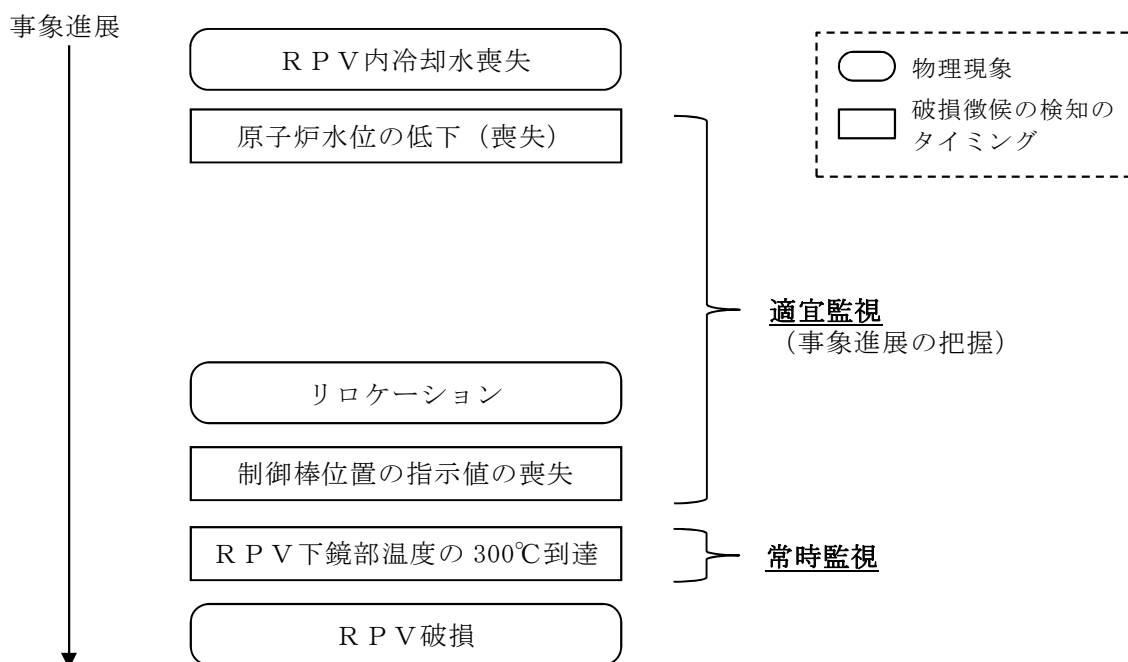 事象進展
ＲＰＶ内冷却水喪失
原子炉水位の低下（喪失）
リロケーション
制御棒位置の指示値の喪失
ＲＰＶ下鏡部温度の 300℃到達
ＲＰＶ破損
適宜監視
（事象進展の把握）
常時監視
物理現象
破損徴候の検知の
タイミング